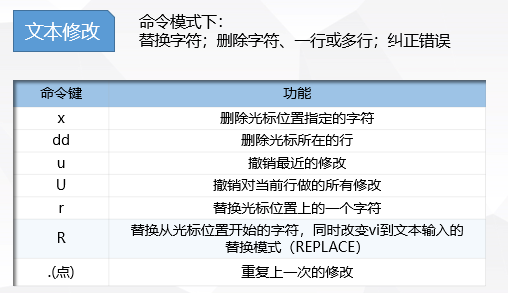 文本修改
命令模式下：
替换字符；删除字符、一行或多行；纠正错误
命令键 功能
x 删除光标位置指定的字符
dd 删除光标所在的行
u 撤销最近的修改
U 撤销对当前行做的所有修改
r 替换光标位置上的一个字符
R 替换从光标位置开始的字符，同时改变vi到文本输入的
替换模式（REPLACE）
.(点) 重复上一次的修改